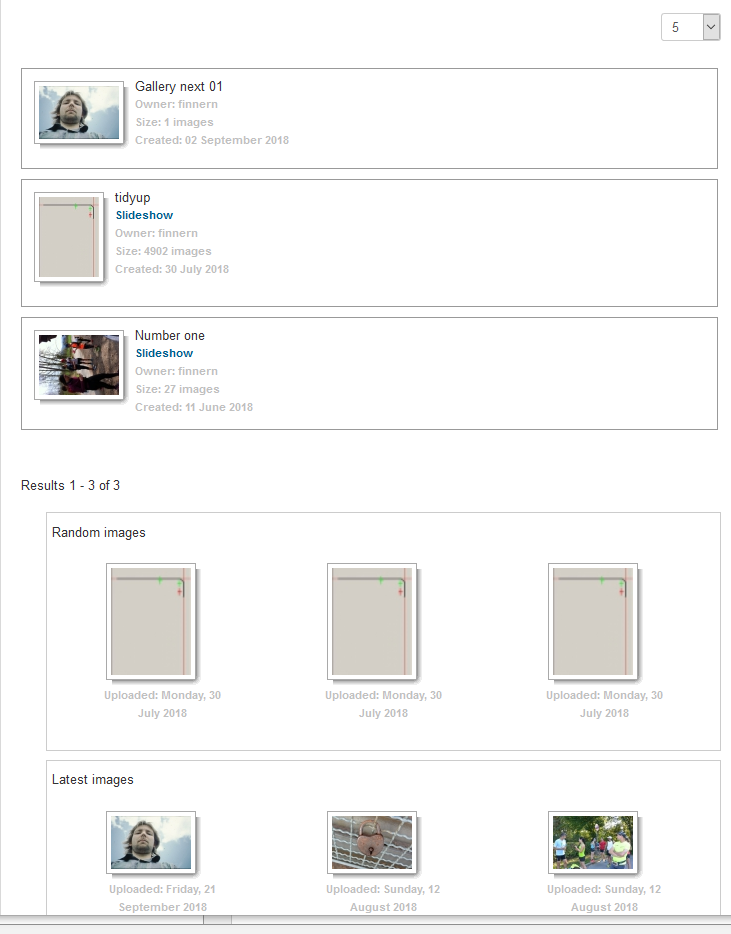 5
Gallery next 01
Owner: finnern
Size: 1 images
Created: 02 September 2018
tidyup
Slideshow
Owner: finnern
Size: 4902 images
Created: 30 July 2018
Number one
Slideshow
Owner: finnern
Size: 27 images
Created: 11 June 2018
Results 1 - 3 of 3
Random images
Uploaded: Monday, 30
July 2018
Uploaded: Monday, 30
July 2018
Uploaded: Monday, 30
July 2018
Latest images
Uploaded: Friday, 21
September 2018
Uploaded: Sunday, 12
August 2018
Uploaded: Sunday, 12
August 2018